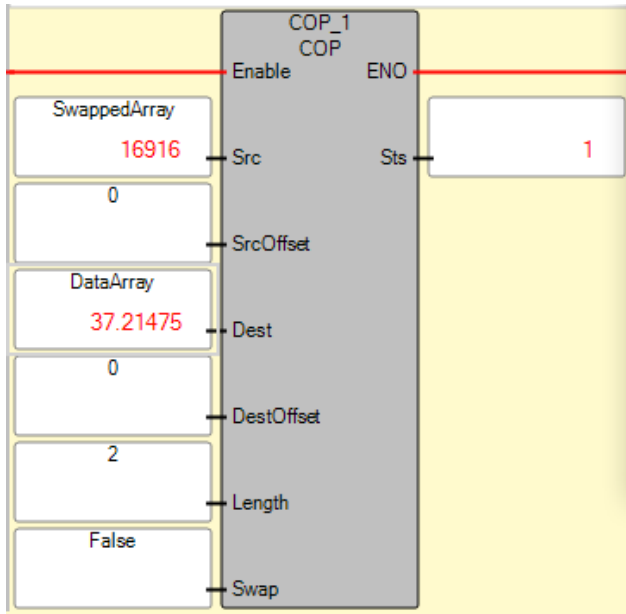 COP_1
COP
Enable ENO
SwappedArray
16916
Src
Sts
1
0
SrcOffset
DataArray
37.21475
Dest
0
DestOffset
2
Length
False
Swap